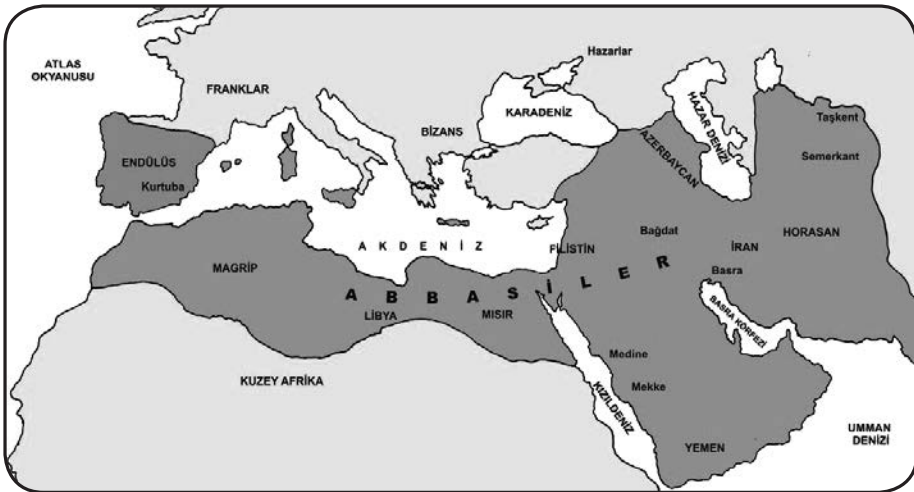 ATLAS
OKYANUSU
FRANKLAR
Hazarlar
KARADENİZ
BİZANS
HAZAR DENİZİ
Taşkent
Semerkant
ENDÜLÜS
Kurtuba
AZERBAYCAN
AKDENİZ
FİLİSTİN
Bağdat
İRAN
HORASAN
MAGRİP
ABBASİLER
Basra
LİBYA
MISIR
BASRA KÖRFEZİ
Medine
Mekke
KUZEY AFRİKA
KIZILDENİZ
YEMEN
UMMAN
DENİZİ